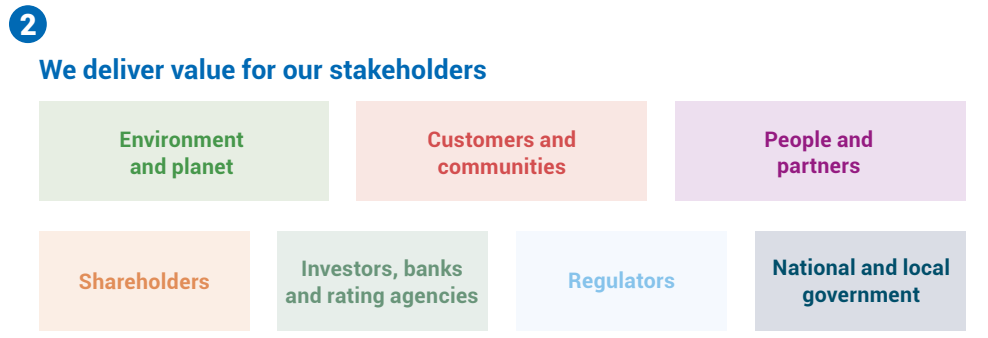 2
We deliver value for our stakeholders
Environment
and planet
Customers and
communities
People and
partners
Shareholders
Investors, banks
and rating agencies
Regulators
National and local
government